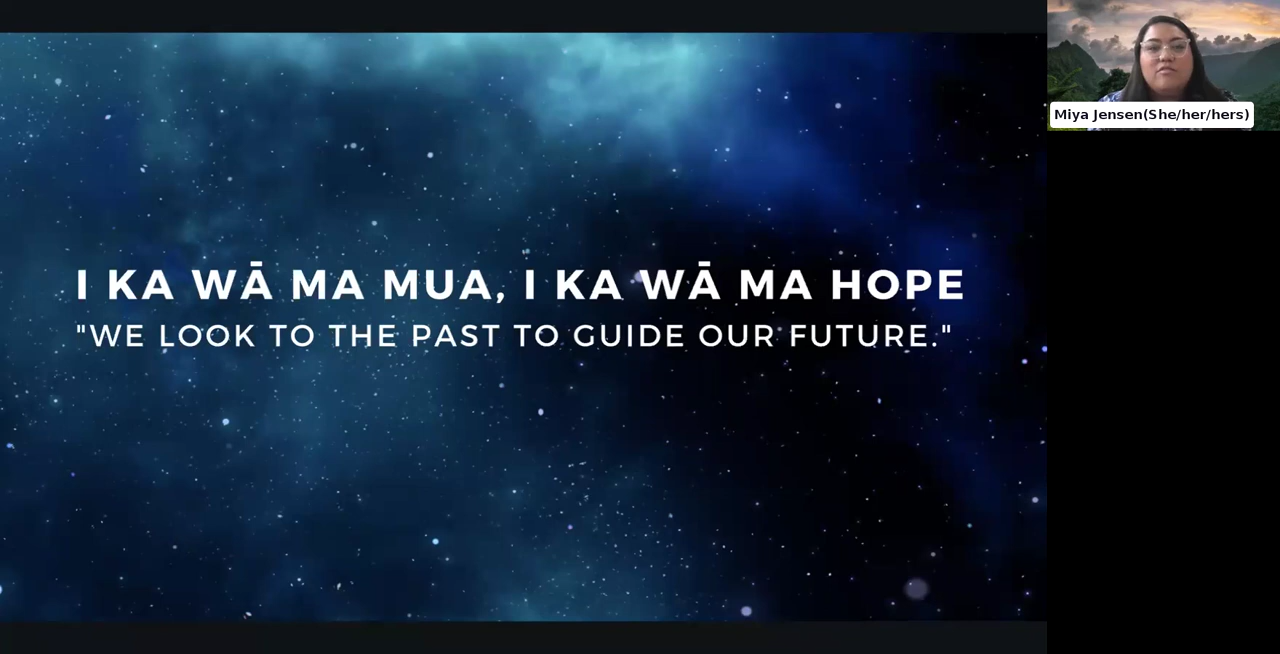 I KA WĀ MA MUA, I KA WĀ MA HOPE
"WE LOOK TO THE PAST TO GUIDE OUR FUTURE."
Miya Jensen(She/her/hers)